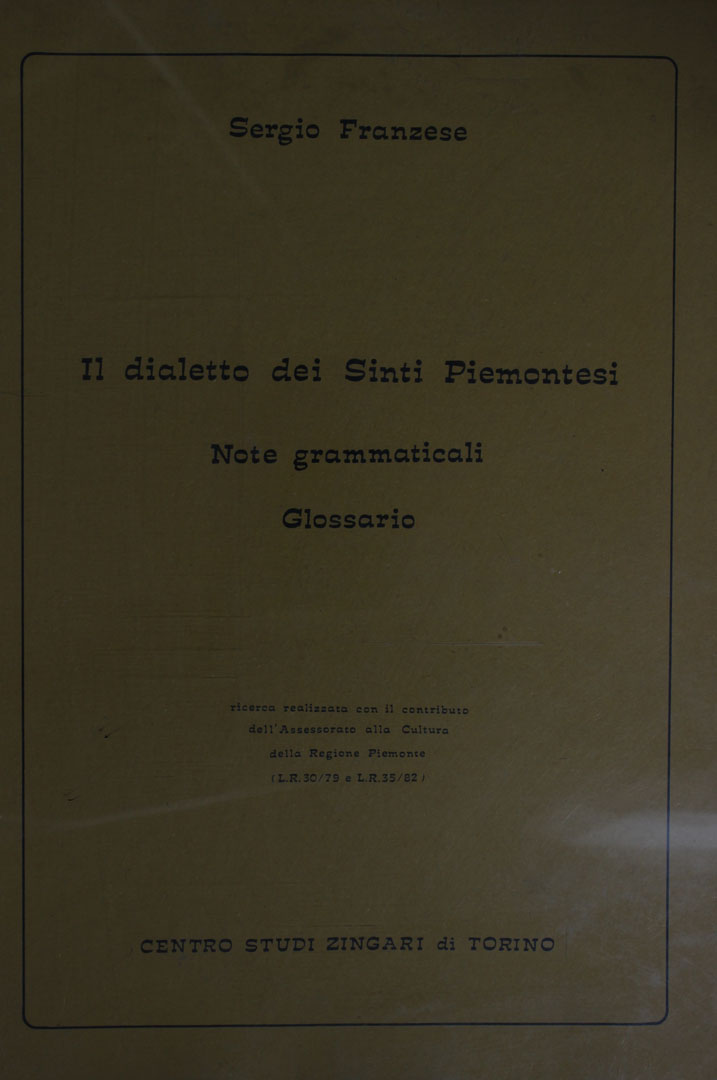 Sergio Franzese
Il dialetto dei Sinti Piemontesi
Note grammaticali
Glossario
ricerca realizzata con il contributo
dell'Assessorato alla Cultura
della Regione Piemonte
(L.R.30/79 e L.R.35/82)
CENTRO STUDI ZINGARI di TORINO